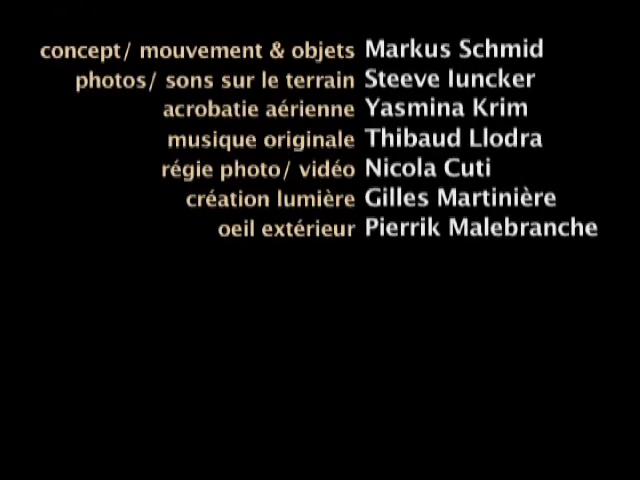 concept/ mouvement & objets Markus Schmid
photos/ sons sur le terrain Steeve Iuncker
acrobatie aérienne Yasmina Krim
musique originale Thibaud Llodra
régie photo/ vidéo Nicola Cuti
création lumière Gilles Martinière
oeil extérieur Pierrik Malebranche